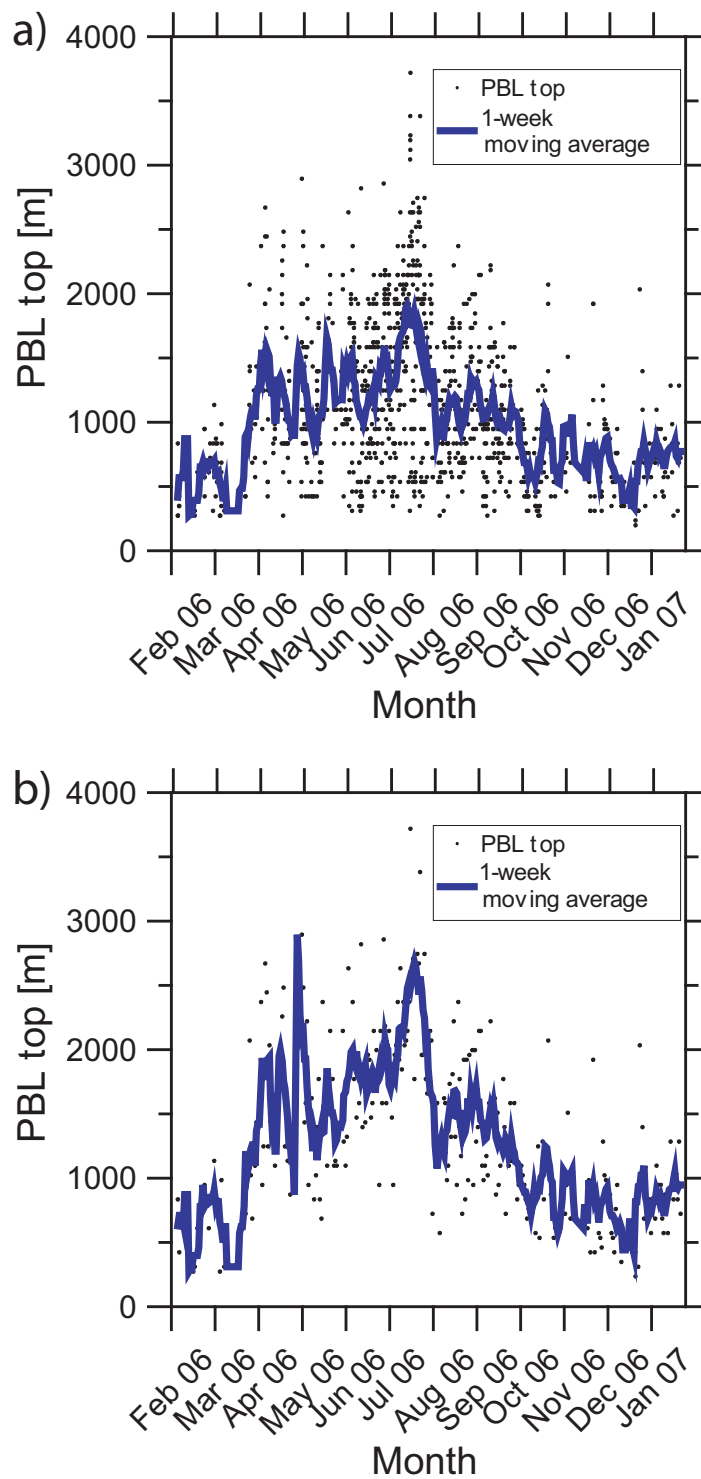 a)
4000
3000
2000
1000
0
PBL top [m]
PBL top
1-week
moving average
Feb 06
Mar 06
Apr 06
May 06
Jun 06
Jul 06
Aug 06
Sep 06
Oct 06
Nov 06
Dec 06
Jan 07
Month
b)
4000
3000
2000
1000
0
PBL top [m]
PBL top
1-week
moving average
Feb 06
Mar 06
Apr 06
May 06
Jun 06
Jul 06
Aug 06
Sep 06
Oct 06
Nov 06
Dec 06
Jan 07
Month